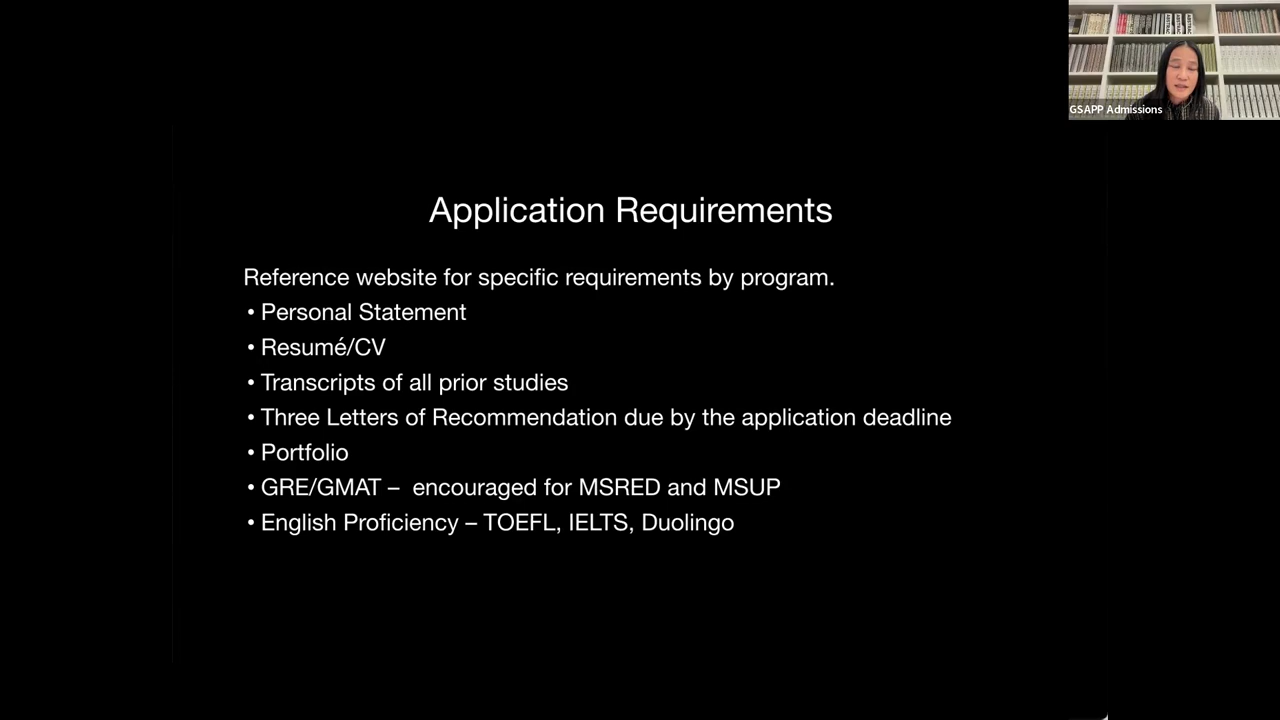 GSAPP Admissions
Application Requirements
Reference website for specific requirements by program.
• Personal Statement
• Resumé/CV
• Transcripts of all prior studies
• Three Letters of Recommendation due by the application deadline
• Portfolio
• GRE/GMAT –  encouraged for MSRED and MSUP
• English Proficiency – TOEFL, IELTS, Duolingo